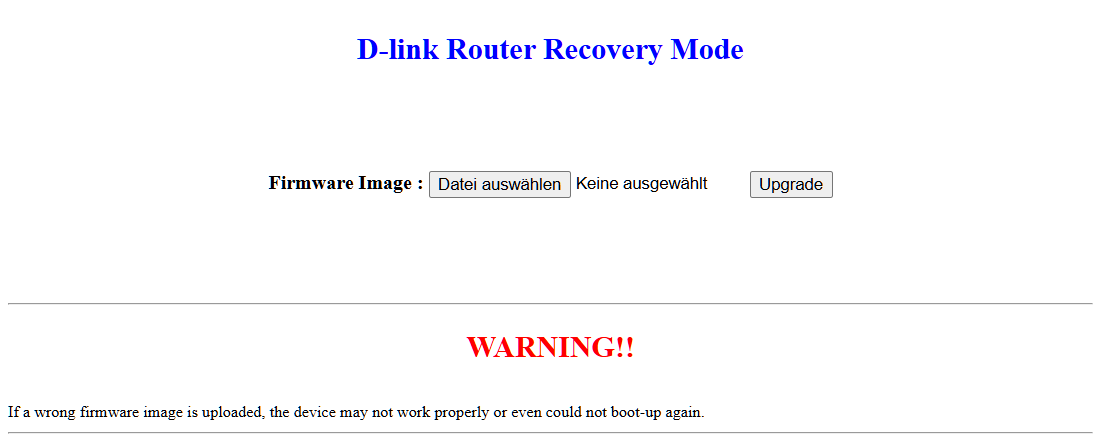 D-link Router Recovery Mode
Firmware Image : Datei auswählen Keine ausgewählt Upgrade
WARNING!!
If a wrong firmware image is uploaded, the device may not work properly or even could not boot-up again.